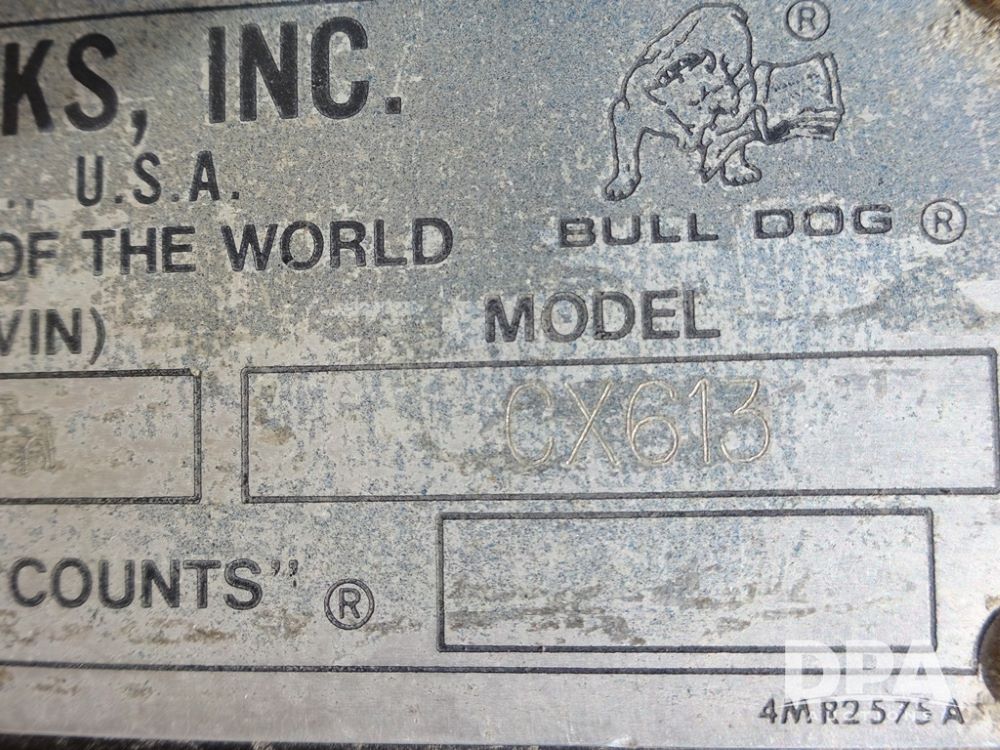 KS, INC.
®
U.S.A.
OF THE WORLD
BULL DOG ®
VIN)
MODEL
CX613
COUNTS" ®
DPA
4MR2575A